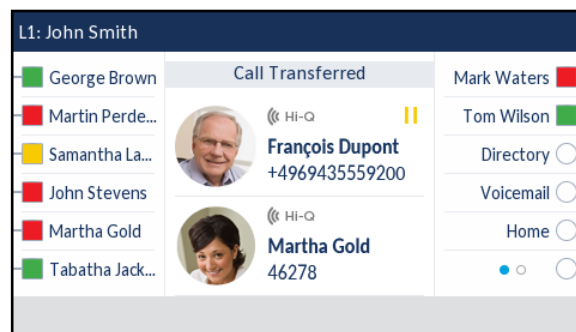 L1: John Smith
George Brown
Martin Perde...
Samantha La...
John Stevens
Martha Gold
Tabatha Jack...
Call Transferred
Hi-Q
François Dupont
+4969435559200
Hi-Q
Martha Gold
46278
Mark Waters
Tom Wilson
Directory
Voicemail
Home